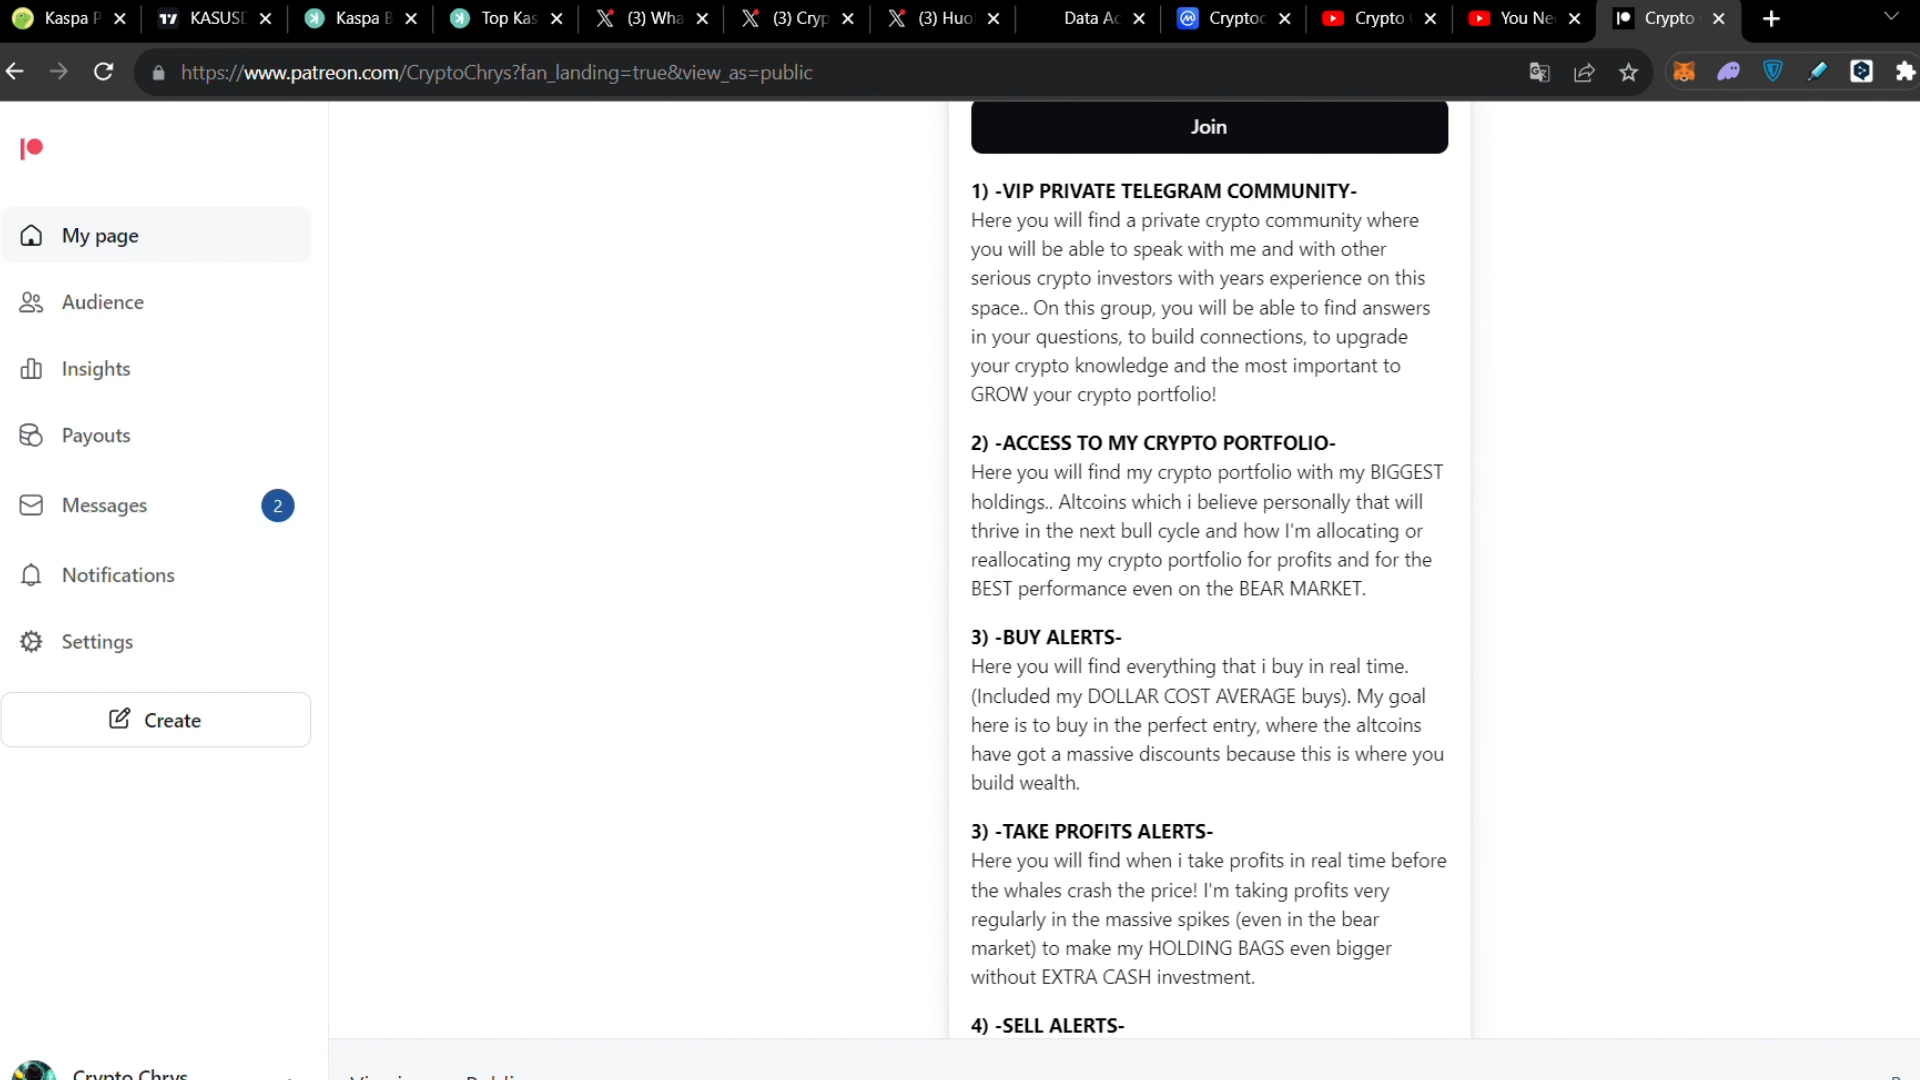 Kaspa P
KASUSD
Kaspa B
Top Kas
(3) Wha
(3) Cryp
(3) Huo
Data Ac
Cryptoc
Crypto
You Ne
Crypto
https://www.patreon.com/CryptoChrys?fan_landing=true&view_as=public
My page
Audience
Insights
Payouts
Messages
2
Notifications
Settings
Create
Crypto Chrys
Join
1) -VIP PRIVATE TELEGRAM COMMUNITY-
Here you will find a private crypto community where
you will be able to speak with me and with other
serious crypto investors with years experience on this
space.. On this group, you will be able to find answers
in your questions, to build connections, to upgrade
your crypto knowledge and the most important to
GROW your crypto portfolio!
2) -ACCESS TO MY CRYPTO PORTFOLIO-
Here you will find my crypto portfolio with my BIGGEST
holdings.. Altcoins which i believe personally that will
thrive in the next bull cycle and how I'm allocating or
reallocating my crypto portfolio for profits and for the
BEST performance even on the BEAR MARKET.
3) -BUY ALERTS-
Here you will find everything that i buy in real time.
(Included my DOLLAR COST AVERAGE buys). My goal
here is to buy in the perfect entry, where the altcoins
have got a massive discounts because this is where you
build wealth.
3) -TAKE PROFITS ALERTS-
Here you will find when i take profits in real time before
the whales crash the price! I'm taking profits very
regularly in the massive spikes (even in the bear
market) to make my HOLDING BAGS even bigger
without EXTRA CASH investment.
4) -SELL ALERTS-